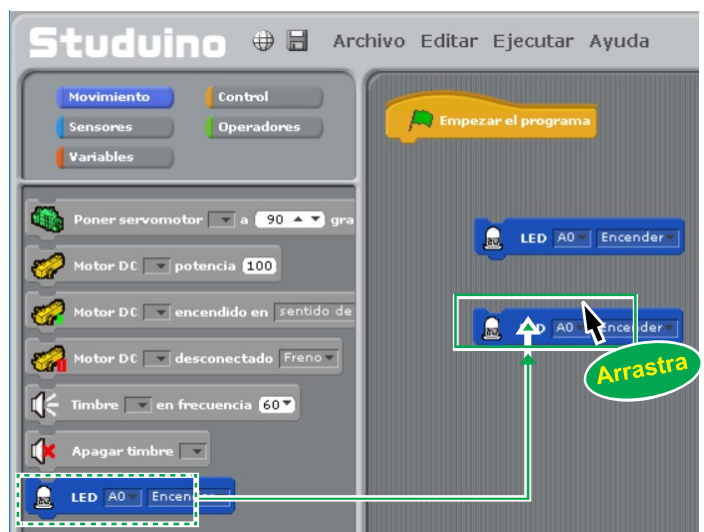 Studuino Archivo Editar Ejecutar Ayuda
Movimiento Control
Sensores Operadores
Variables
Empezar el programa
Poner servomotor a 90 gra
Motor DC potencia 100
Motor DC encendido en sentido de
Motor DC desconectado Freno
Timbre en frecuencia 60
Apagar timbre
LED A0 Encender
LED A0 Encender
A0 Encender
Arrastra